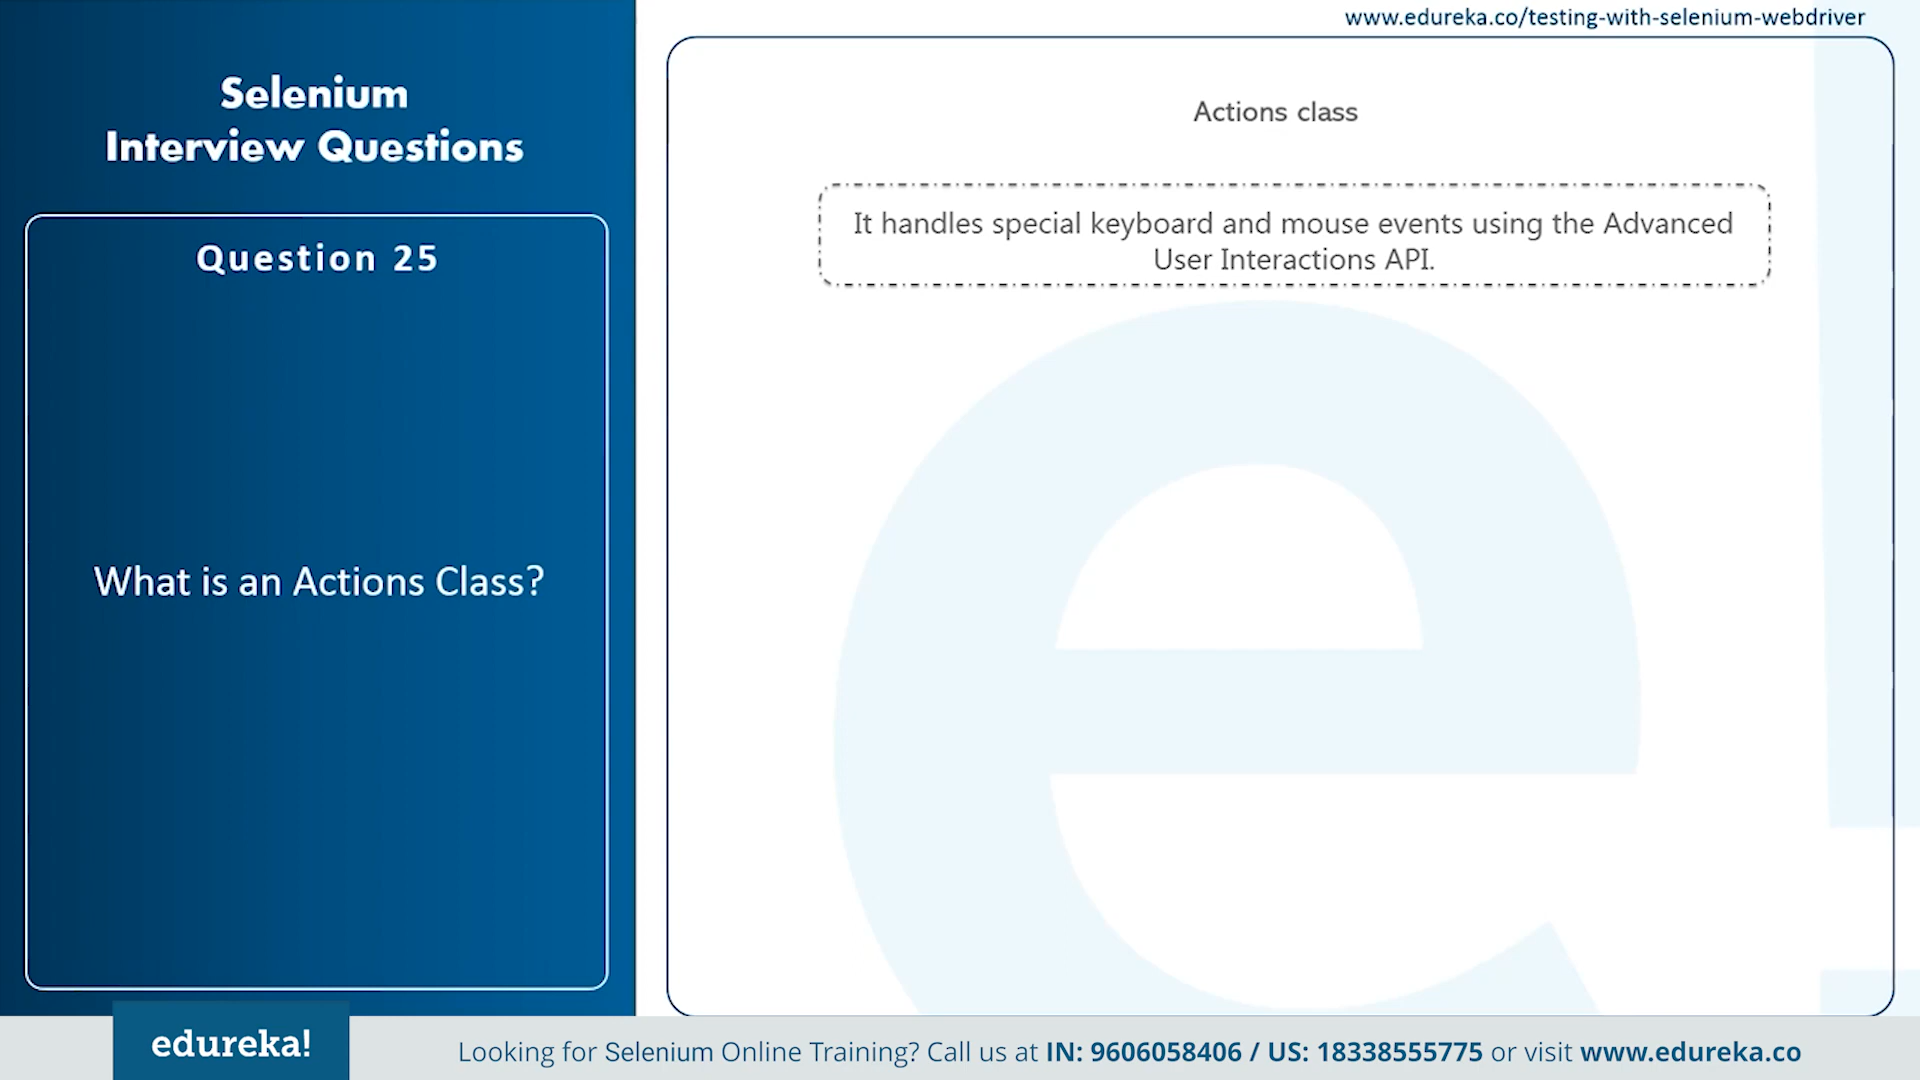 www.edureka.co/testing-with-selenium-webdriver
Selenium
Interview Questions
Question 25
What is an Actions Class?
Actions class
It handles special keyboard and mouse events using the Advanced
User Interactions API.
edureka!
Looking for Selenium Online Training? Call us at IN: 9606058406 / US: 18338555775 or visit www.edureka.co